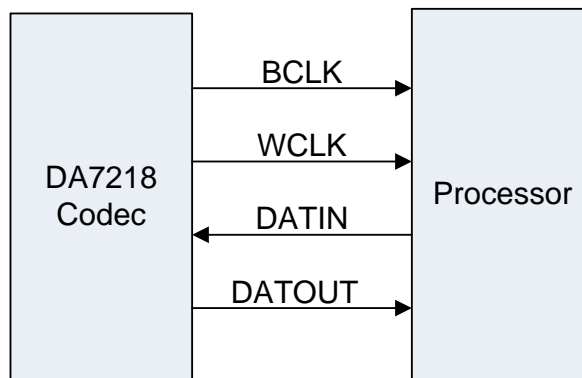 DA7218
Codec
BCLK
WCLK
DATIN
DATOUT
Processor